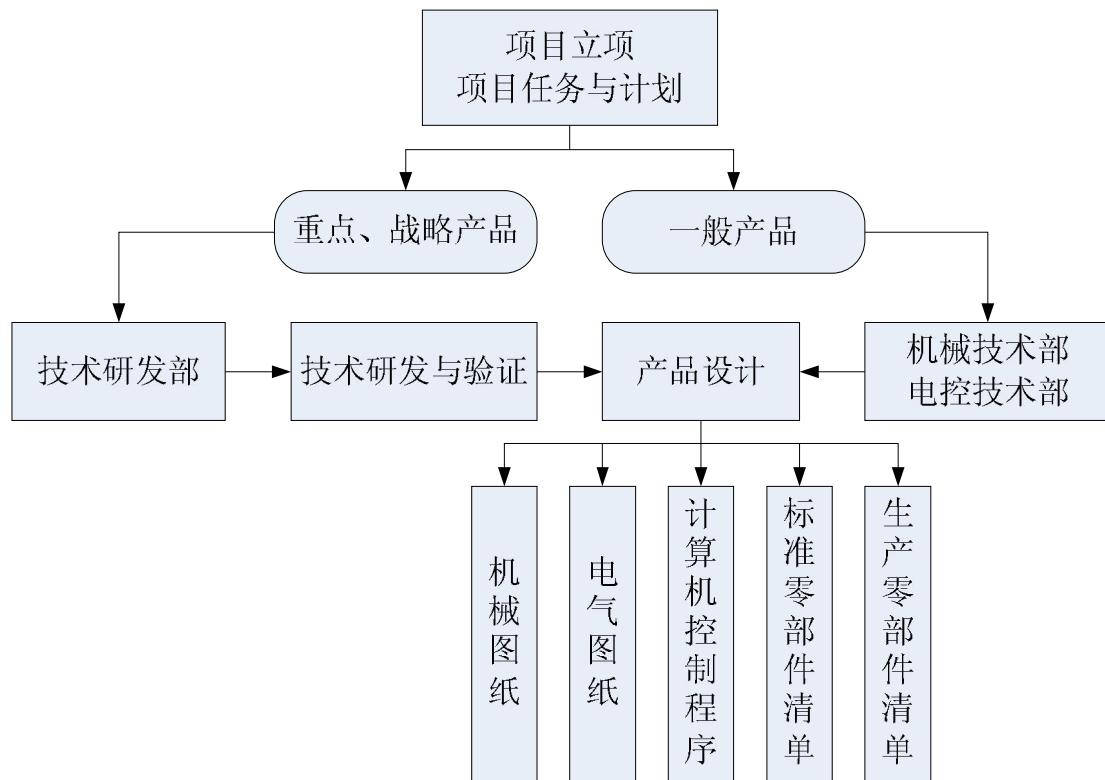 项目立项
项目任务与计划
重点、战略产品
一般产品
技术研发部
技术研发与验证
产品设计
机械技术部
电控技术部
机械图纸
电气图纸
计算机控制程序
标准零部件清单
生产零部件清单